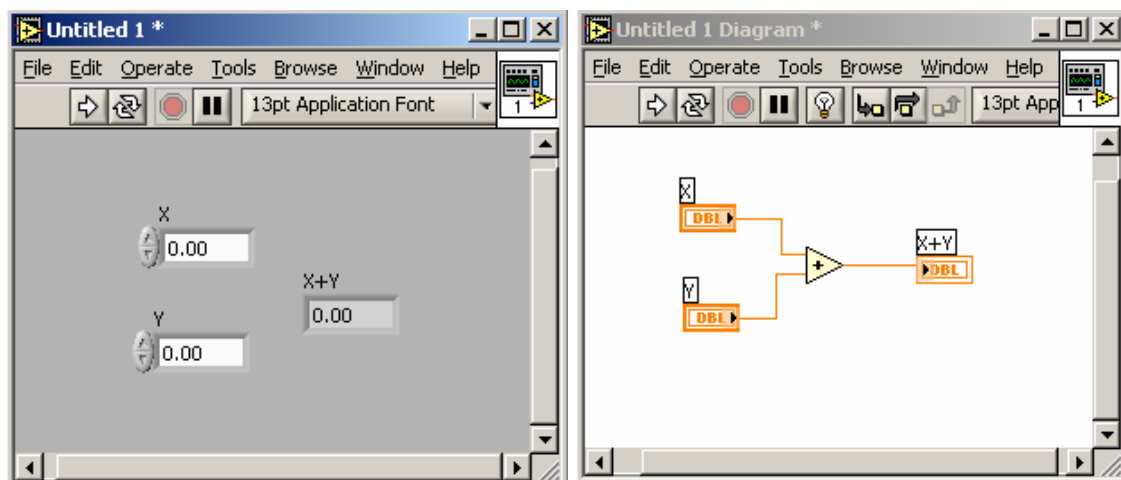 Untitled 1 *
File Edit Operate Tools Browse Window Help
13pt Application Font
1
X
0.00
X+Y
0.00
Y
0.00
Untitled 1 Diagram *
File Edit Operate Tools Browse Window Help
13pt App
1
X
DBL
X+Y
DBL
Y
DBL